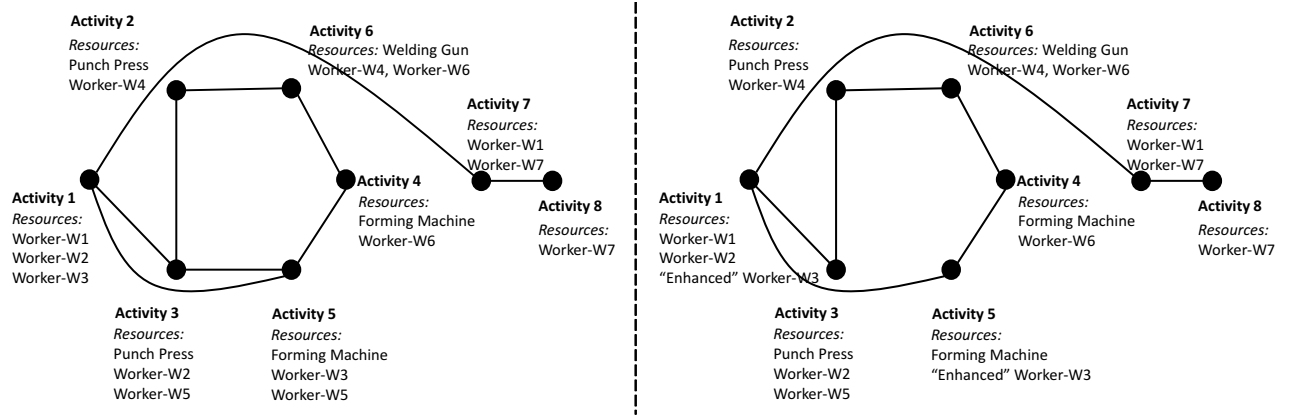 Activity 2
Resources:
Punch Press
Worker-W4
Activity 6
Resources: Welding Gun
Worker-W4, Worker-W6
Activity 7
Resources:
Worker-W1
Worker-W7
Activity 1
Resources:
Worker-W1
Worker-W2
Worker-W3
Activity 4
Resources:
Forming Machine
Worker-W6
Activity 8
Resources:
Worker-W7
Activity 3
Resources:
Punch Press
Worker-W2
Worker-W5
Activity 5
Resources:
Forming Machine
Worker-W3
Worker-W5
Activity 2
Resources:
Punch Press
Worker-W4
Activity 6
Resources: Welding Gun
Worker-W4, Worker-W6
Activity 7
Resources:
Worker-W1
Worker-W7
Activity 1
Resources:
Worker-W1
Worker-W2
“Enhanced” Worker-W3
Activity 4
Resources:
Forming Machine
Worker-W6
Activity 8
Resources:
Worker-W7
Activity 3
Resources:
Punch Press
Worker-W2
Worker-W5
Activity 5
Resources:
Forming Machine
“Enhanced” Worker-W3